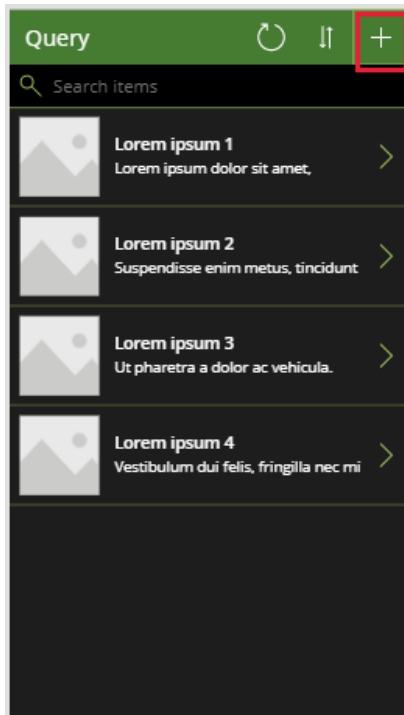 Query
Search items
Lorem ipsum 1
Lorem ipsum dolor sit amet,
Lorem ipsum 2
Suspendisse enim metus, tincidunt
Lorem ipsum 3
Ut pharetra a dolor ac vehicula.
Lorem ipsum 4
Vestibulum dui felis, fringilla nec mi